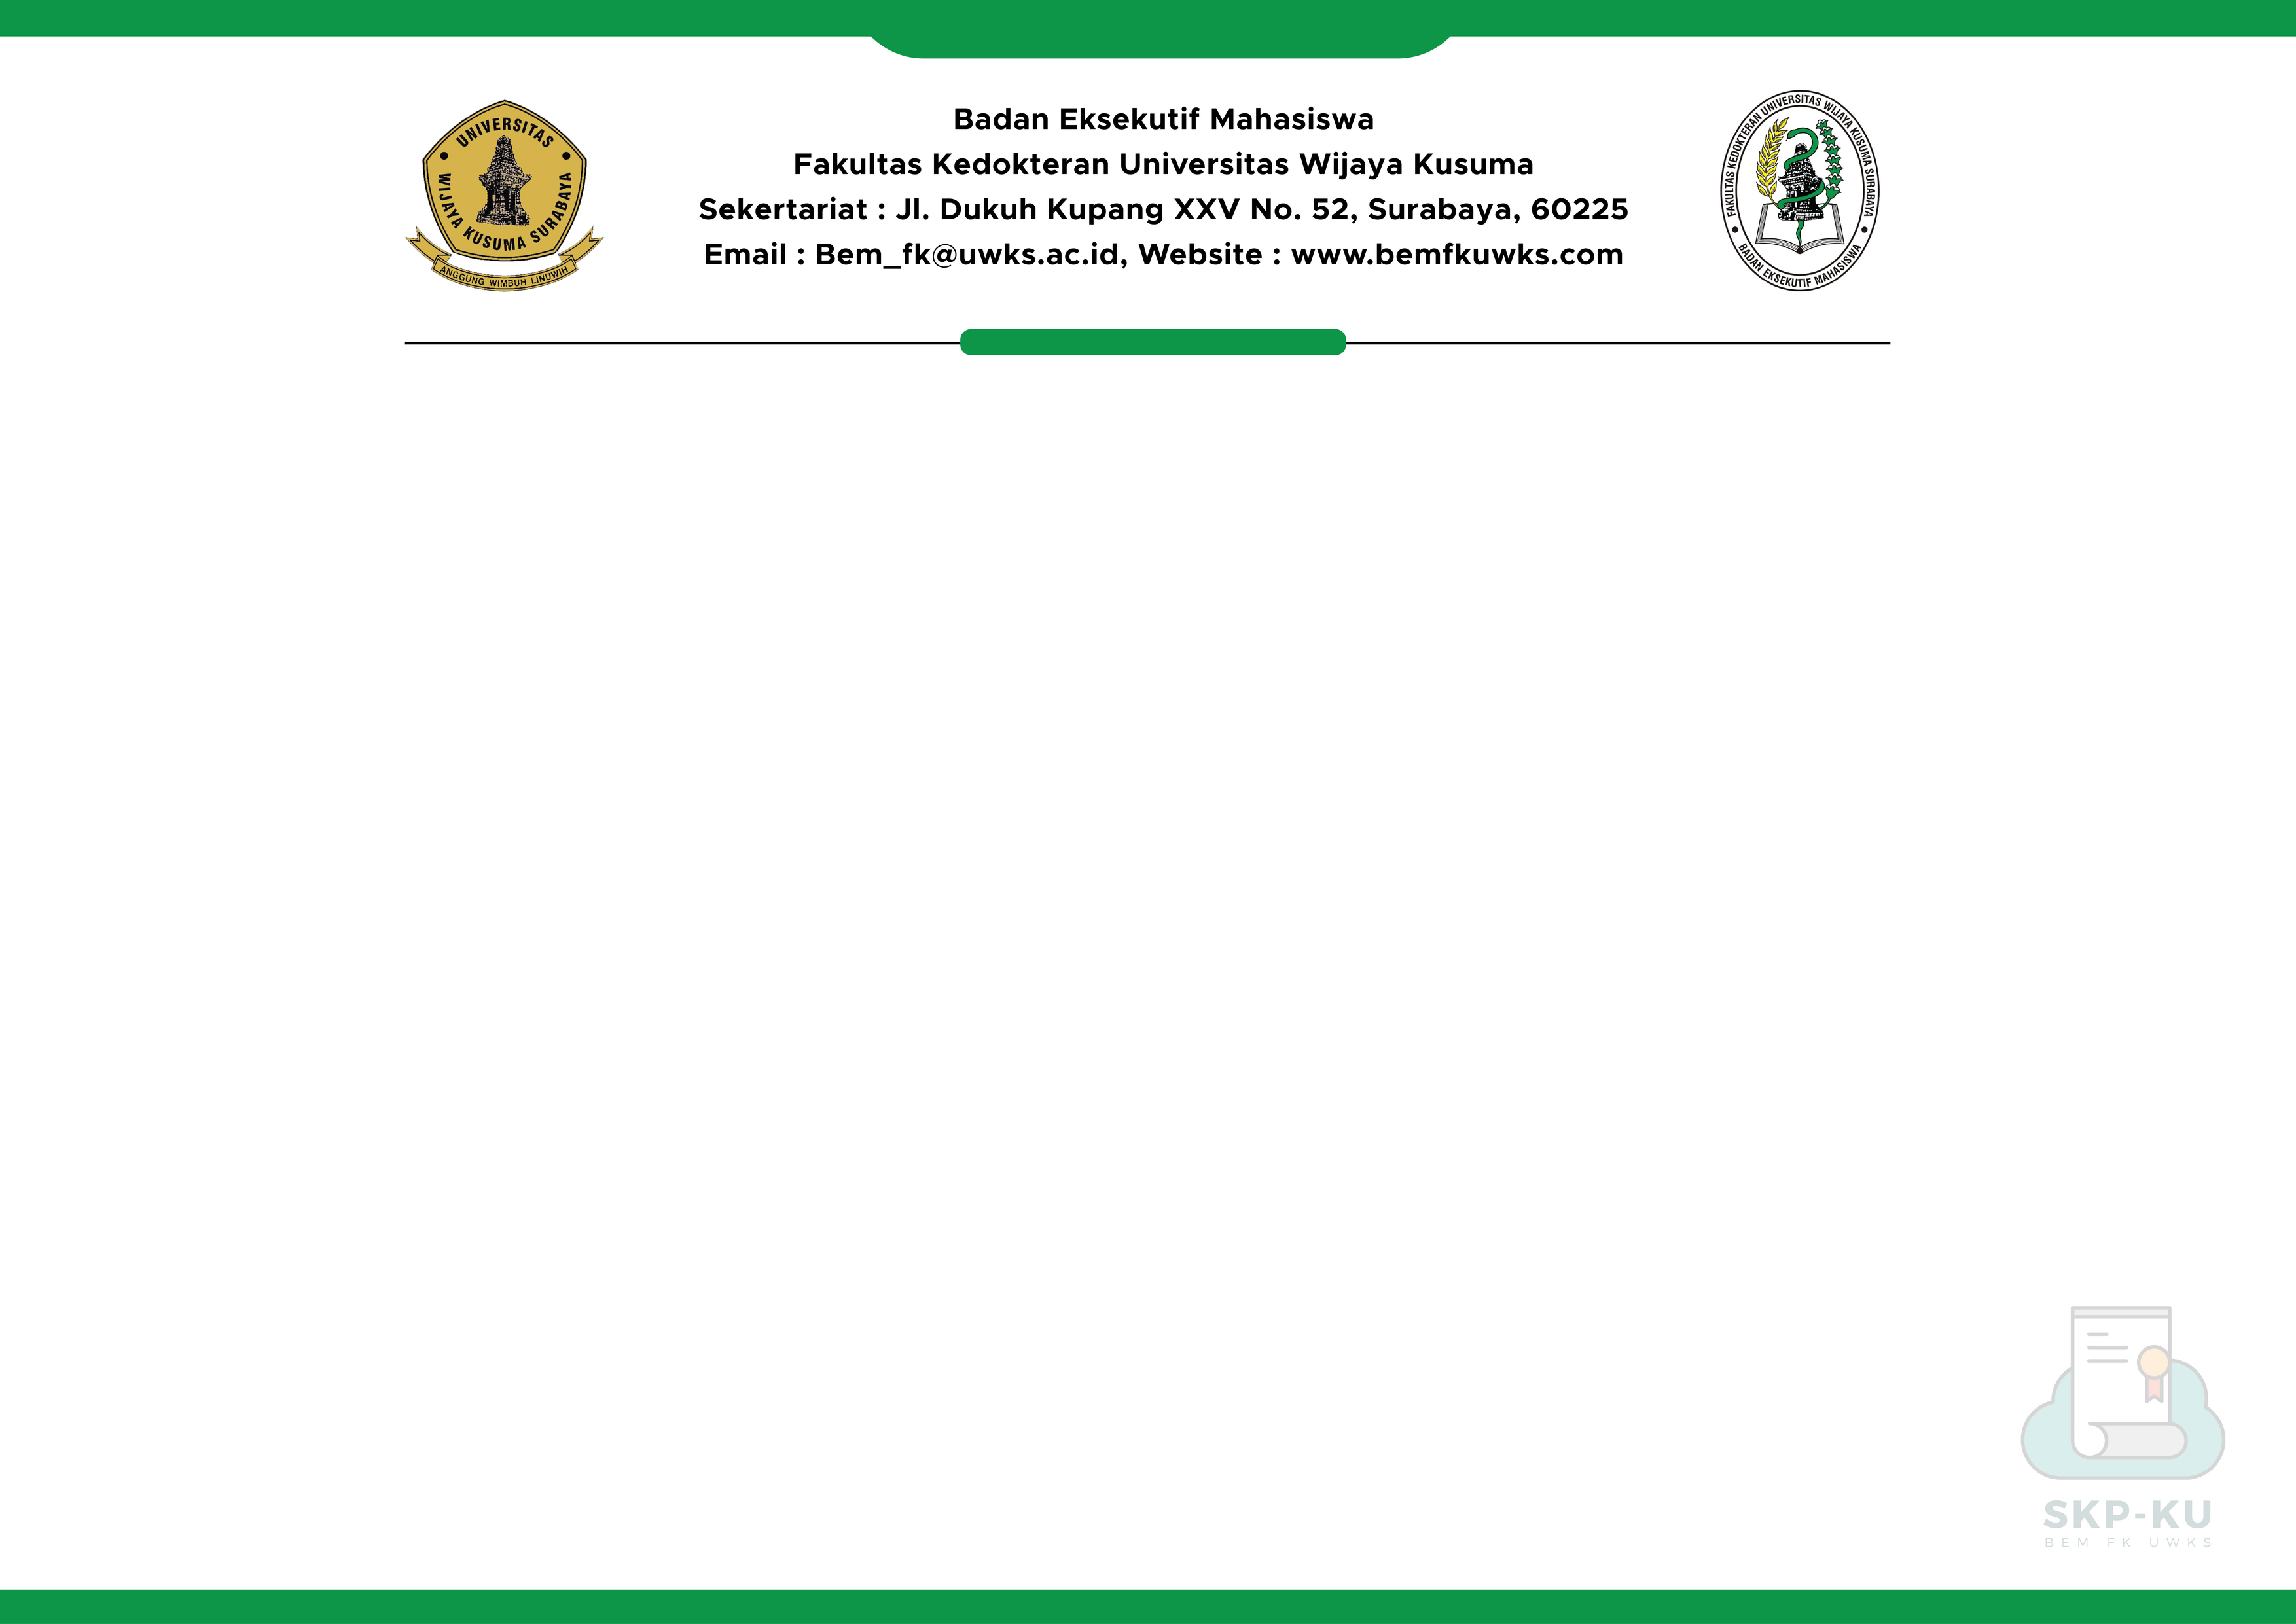 UNIVERSITAS
WIJAYA KUSUMA SURABAYA
ANGGUNG WIMBUH LINUWIH
Badan Eksekutif Mahasiswa
Fakultas Kedokteran Universitas Wijaya Kusuma
Sekertariat : Jl. Dukuh Kupang XXV No. 52, Surabaya, 60225
Email : Bem_fk@uwks.ac.id, Website : www.bemfkuwks.com
FAKULTAS KEDOKTERAN UNIVERSITAS WIJAYA KUSUMA SURABAYA
BADAN EKSEKUTIF MAHASISWA
SKP-KU
BEM FK UWKS